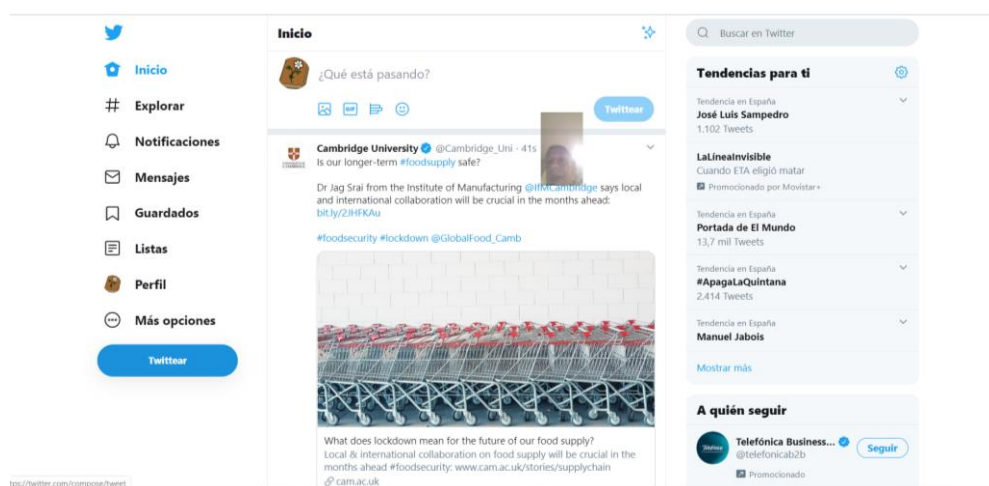 Inicio
Explorar
Notificaciones
Mensajes
Guardados
Listas
Perfil
Más opciones
Twittear
Inicio
¿Qué está pasando?
GIF
Twittear
Cambridge University @Cambridge_Uni · 41s
Is our longer-term #foodsupply safe?
Dr Jag Srai from the Institute of Manufacturing @IfMCambridge says local
and international collaboration will be crucial in the months ahead:
bit.ly/2JHFKAu
#foodsecurity #lockdown @GlobalFood_Camb
What does lockdown mean for the future of our food supply?
Local & international collaboration on food supply will be crucial in the
months ahead #foodsecurity: www.cam.ac.uk/stories/supplychain
cam.ac.uk
Buscar en Twitter
Tendencias para ti
Tendencia en España
José Luis Sampedro
1.102 Tweets
LaLíneaInvisible
Cuando ETA eligió matar
Promocionado por Movistar+
Tendencia en España
Portada de El Mundo
13,7 mil Tweets
Tendencia en España
#ApagaLaQuintana
2.414 Tweets
Tendencia en España
Manuel Jabois
Mostrar más
A quién seguir
Telefónica Business...
@telefonicab2b
Seguir
Promocionado
tps://twitter.com/compose/tweet